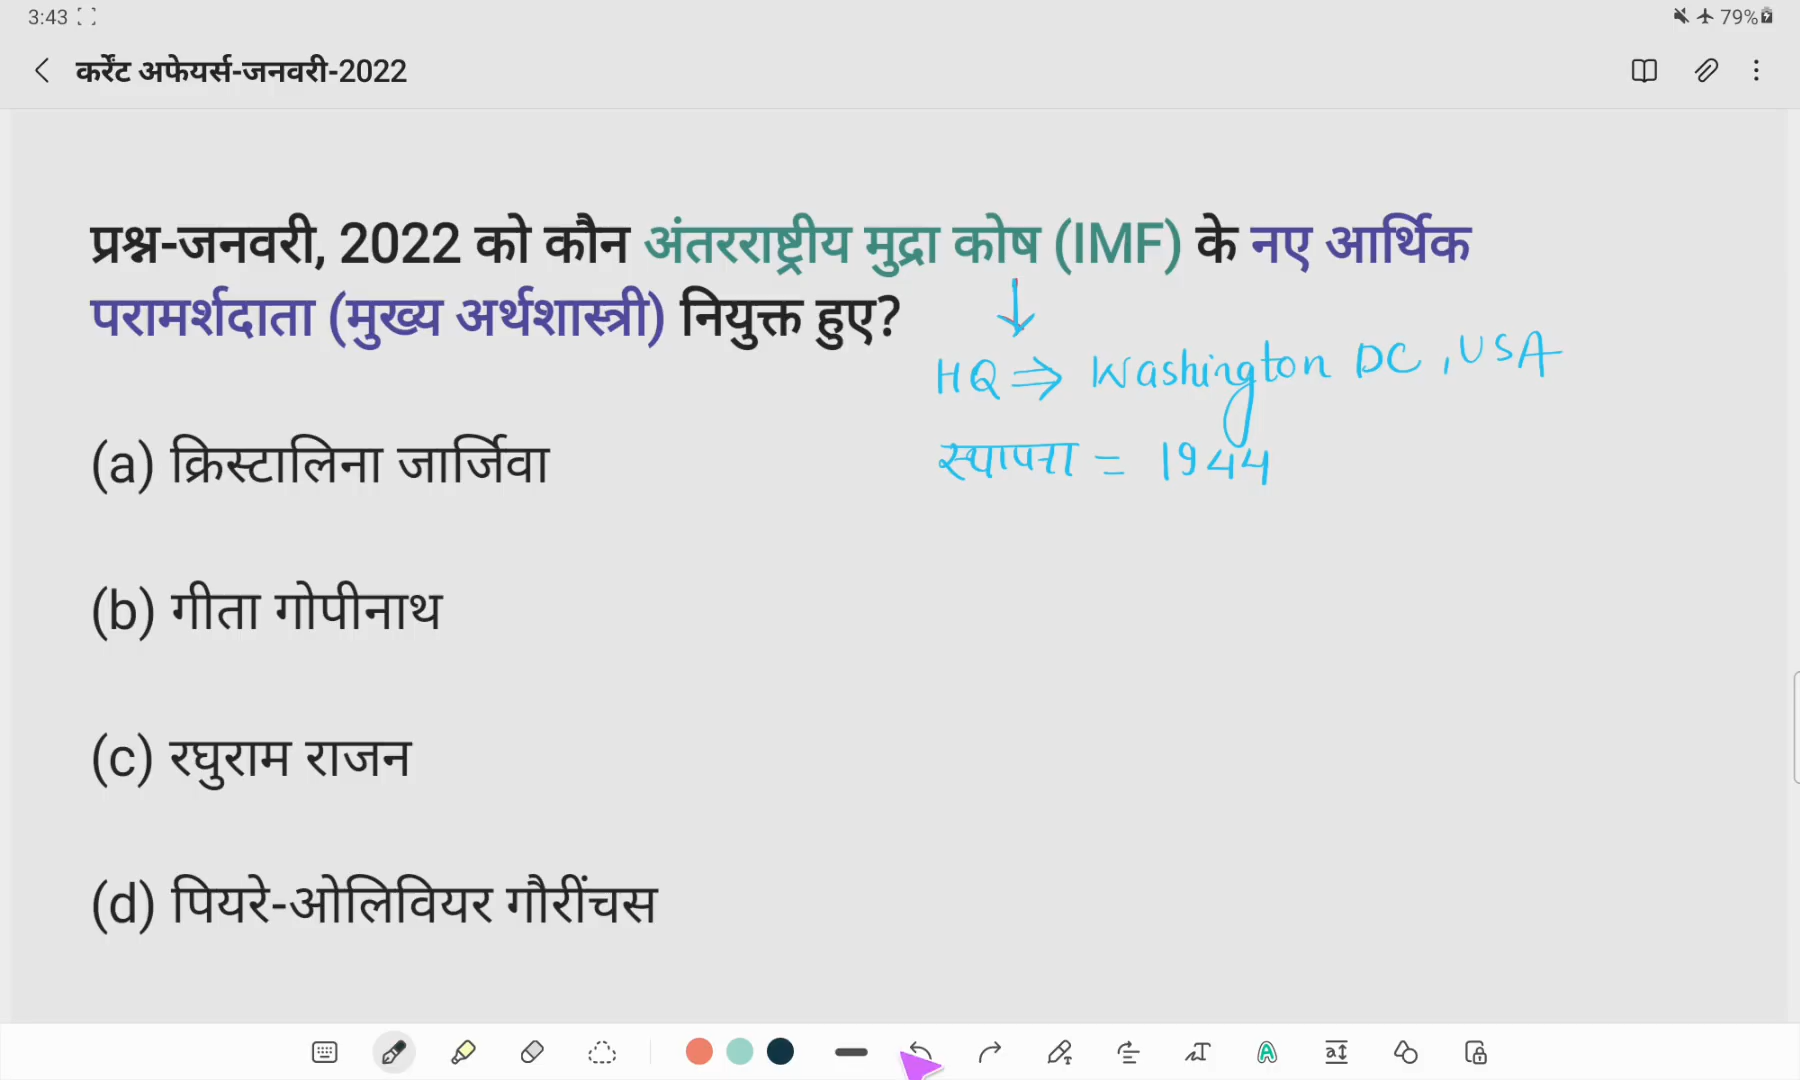 3:43
79%
कर्रेंट अफेयर्स-जनवरी-2022
प्रश्न-जनवरी, 2022 को कौन अंतरराष्ट्रीय मुद्रा कोष (IMF) के नए आर्थिक
परामर्शदाता (मुख्य अर्थशास्त्री) नियुक्त हुए?
HQ ⇒ Washington DC, USA
स्थापना = 1944
(a) क्रिस्टालिना जार्जिवा
(b) गीता गोपीनाथ
(c) रघुराम राजन
(d) पियरे-ओलिवियर गौरींचस